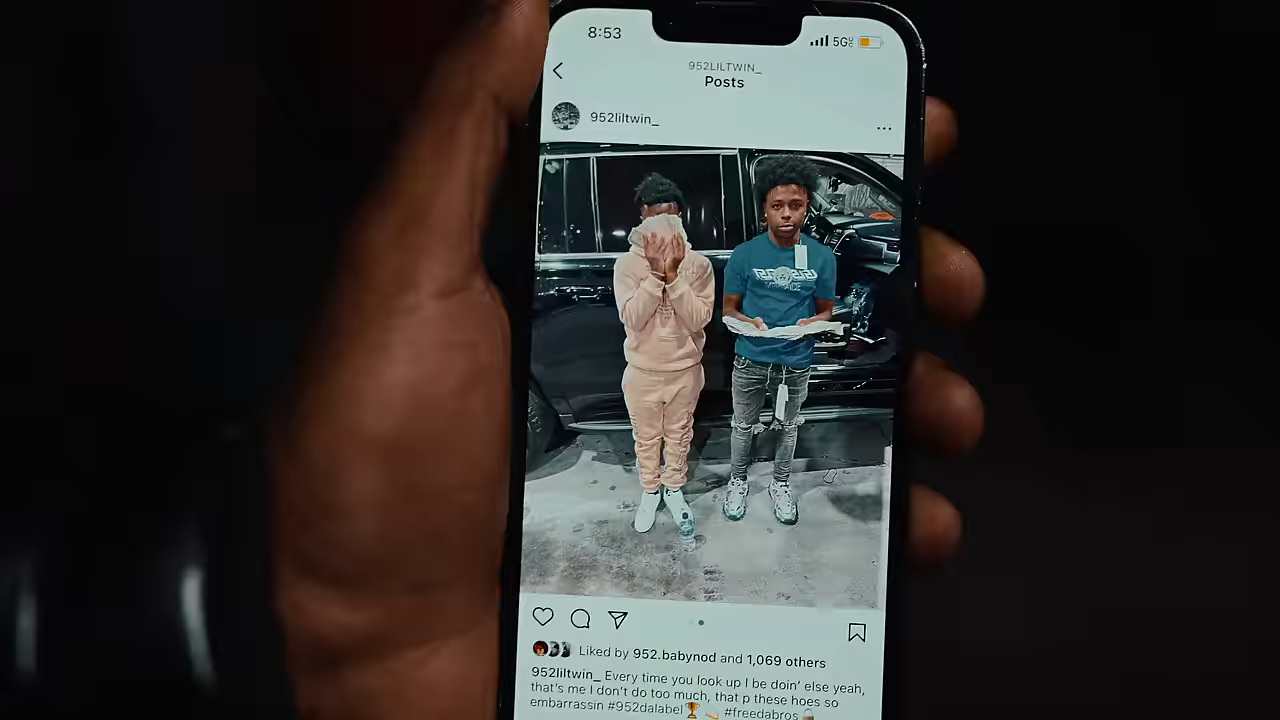 8:53
5G
952LILTWIN_
Posts
952liltwin_
Liked by 952.babynod and 1,069 others
952liltwin_ Every time you look up I be doin' else yeah,
that's me I don't do too much, that p these hoes so
embarrassin #952dalabel🏆 #freedabros